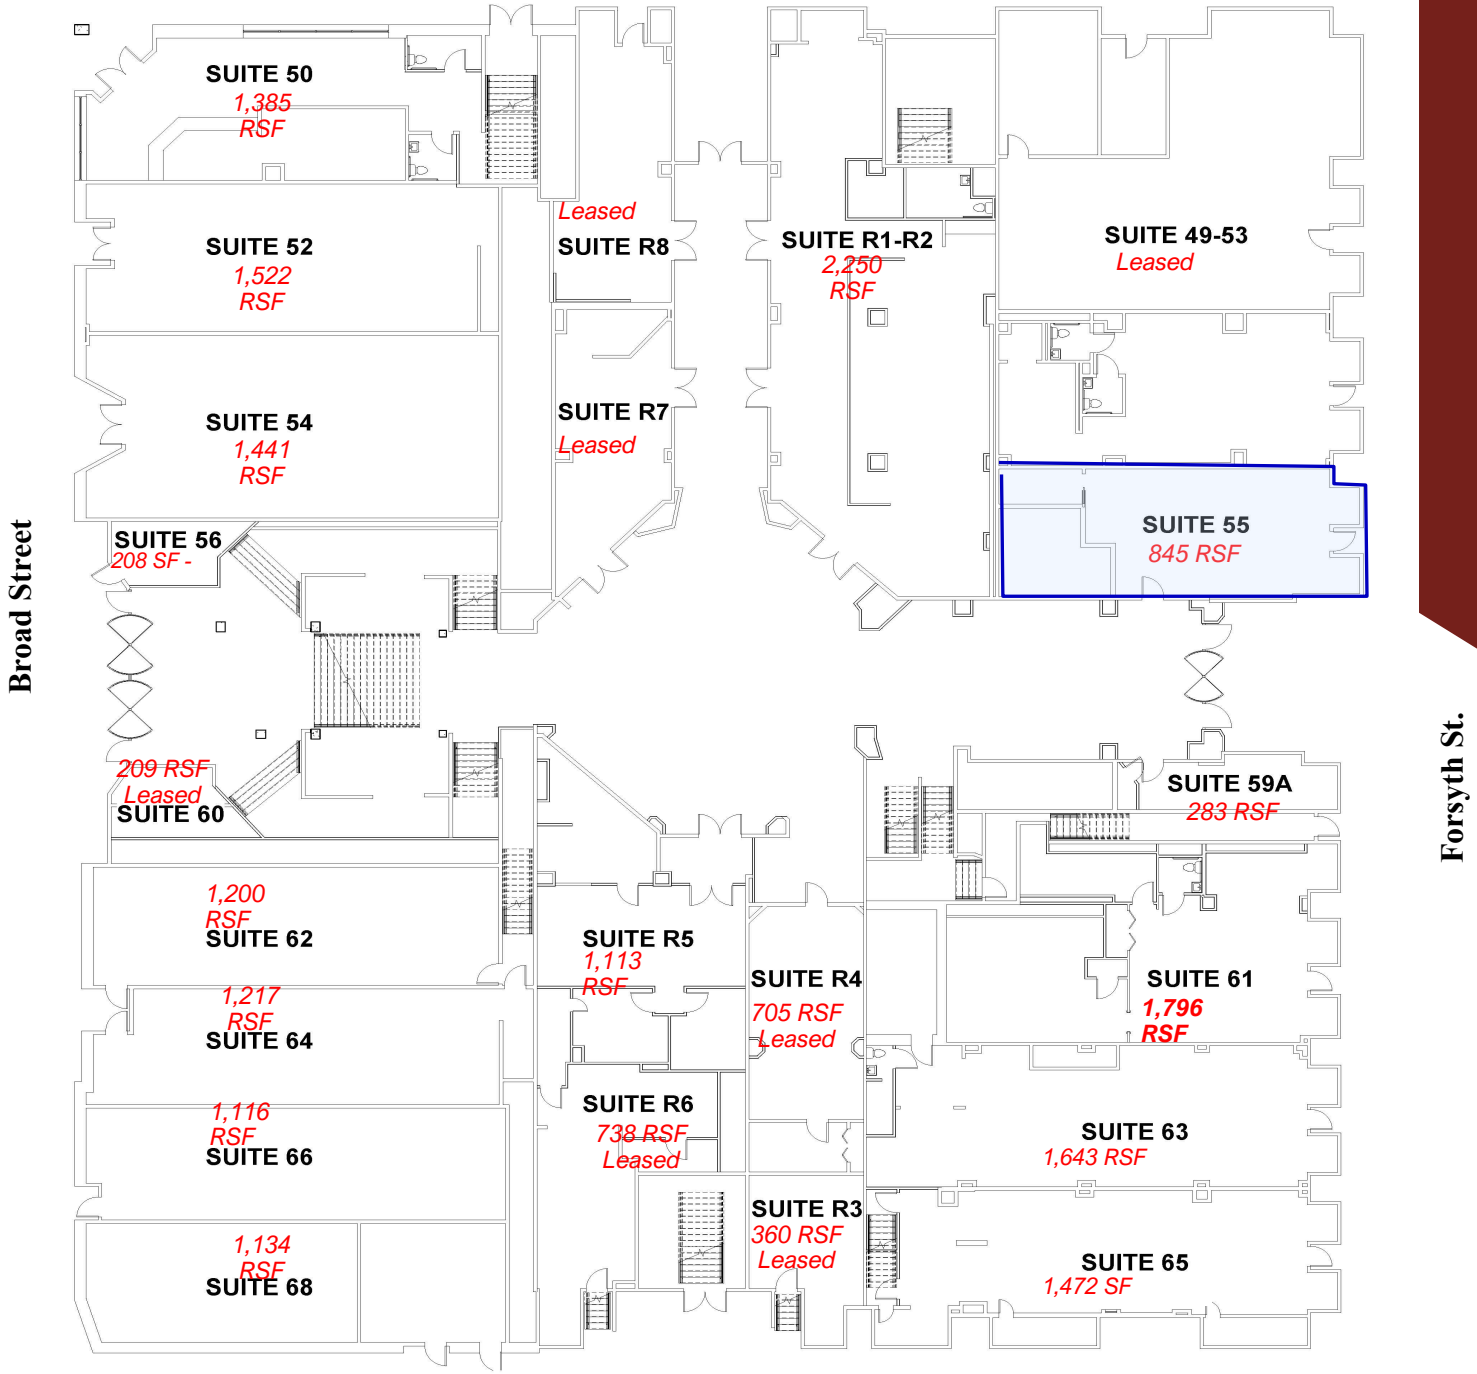 SUITE 50
1,385
RSF
SUITE 52
1,522
RSF
SUITE 54
1,441
RSF
SUITE 56
208 SF -
Leased
SUITE R8
SUITE R7
Leased
SUITE R1-R2
2,250
RSF
SUITE 49-53
Leased
SUITE 55
845 RSF
Broad Street
Forsyth St.
209 RSF
Leased
SUITE 60
SUITE 59A
283 RSF
1,200
RSF
SUITE 62
1,217
RSF
SUITE 64
1,116
RSF
SUITE 66
1,134
RSF
SUITE 68
SUITE R5
1,113
RSF
SUITE R4
705 RSF
Leased
SUITE R6
738 RSF
Leased
SUITE R3
360 RSF
Leased
SUITE 61
1,796
RSF
SUITE 63
1,643 RSF
SUITE 65
1,472 SF